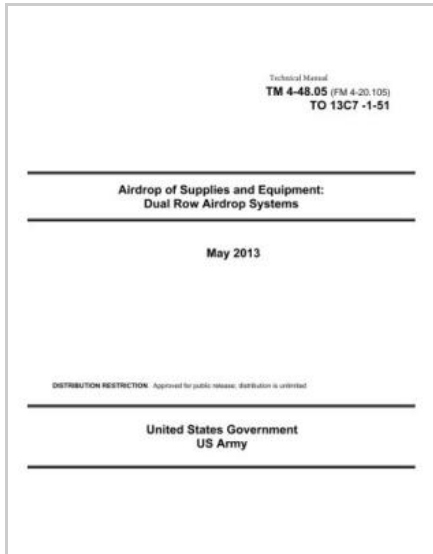 Technical Manual
TM 4-48.05 (FM 4-20.105)
TO 13C7 -1-51
Airdrop of Supplies and Equipment:
Dual Row Airdrop Systems
May 2013
DISTRIBUTION RESTRICTION Approved for public release; distribution is unlimited
United States Government
US Army